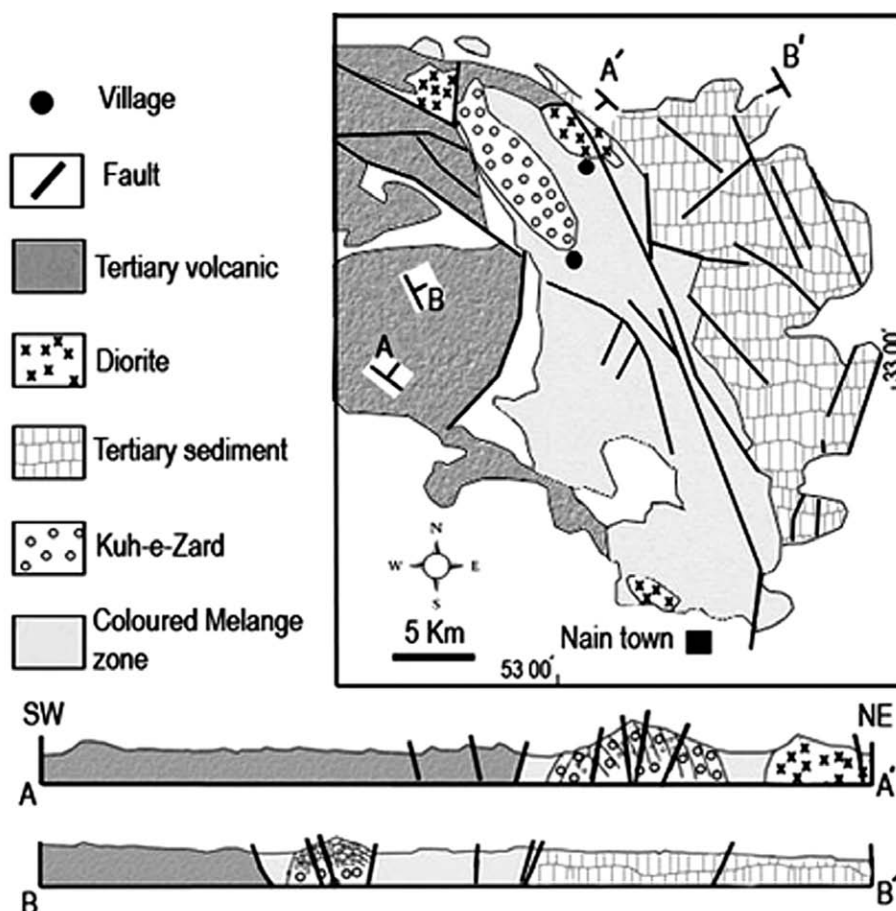 Village
Fault
Tertiary volcanic
Diorite
Tertiary sediment
Kuh-e-Zard
Coloured Melange
zone
A′
B′
B
A
33 00′
N
W
E
S
5 Km
Nain town
53 00′
SW
NE
A
A′
B
B′